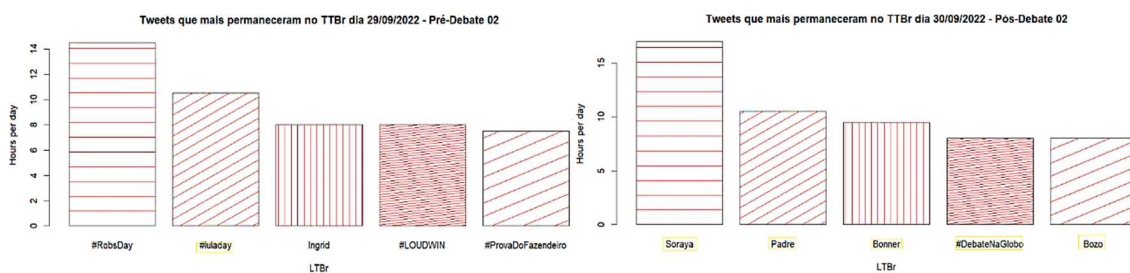 Tweets que mais permaneceram no TTBr dia 29/09/2022 - Pré-Debate 02
Hours per day
14
12
10
8
6
4
2
0
#RobsDay #luladay Ingrid #LOUDWIN #ProvaDoFazendeiro
LTBr
Tweets que mais permaneceram no TTBr dia 30/09/2022 - Pós-Debate 02
Hours per day
15
10
5
0
Soraya Padre Bonner #DebateNaGlobo Bozo
LTBr